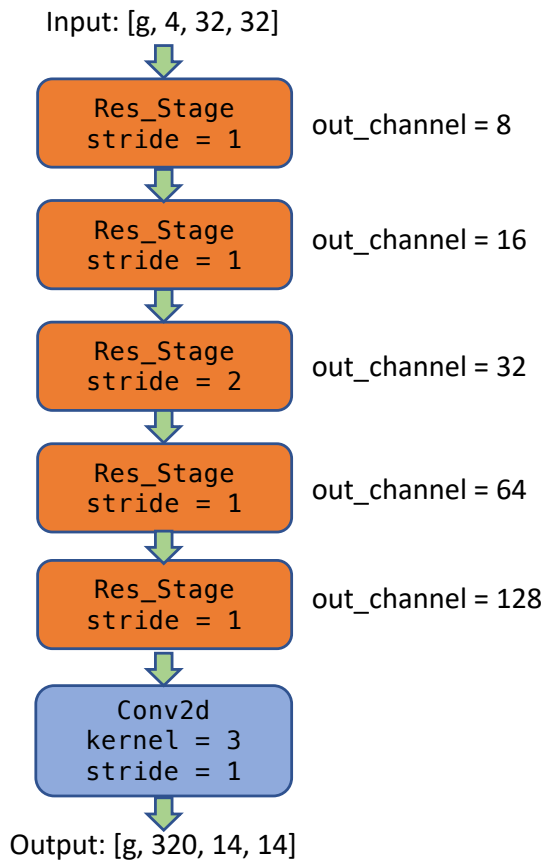 Input: [g, 4, 32, 32]
Res_Stage
stride = 1
out_channel = 8
Res_Stage
stride = 1
out_channel = 16
Res_Stage
stride = 2
out_channel = 32
Res_Stage
stride = 1
out_channel = 64
Res_Stage
stride = 1
out_channel = 128
Conv2d
kernel = 3
stride = 1
Output: [g, 320, 14, 14]